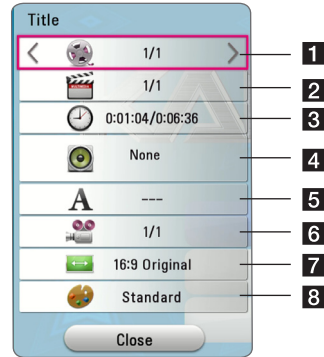 Title
1/1 1
1/1 2
0:01:04/0:06:36 3
None 4
A --- 5
1/1 6
16:9 Original 7
Standard 8
Close